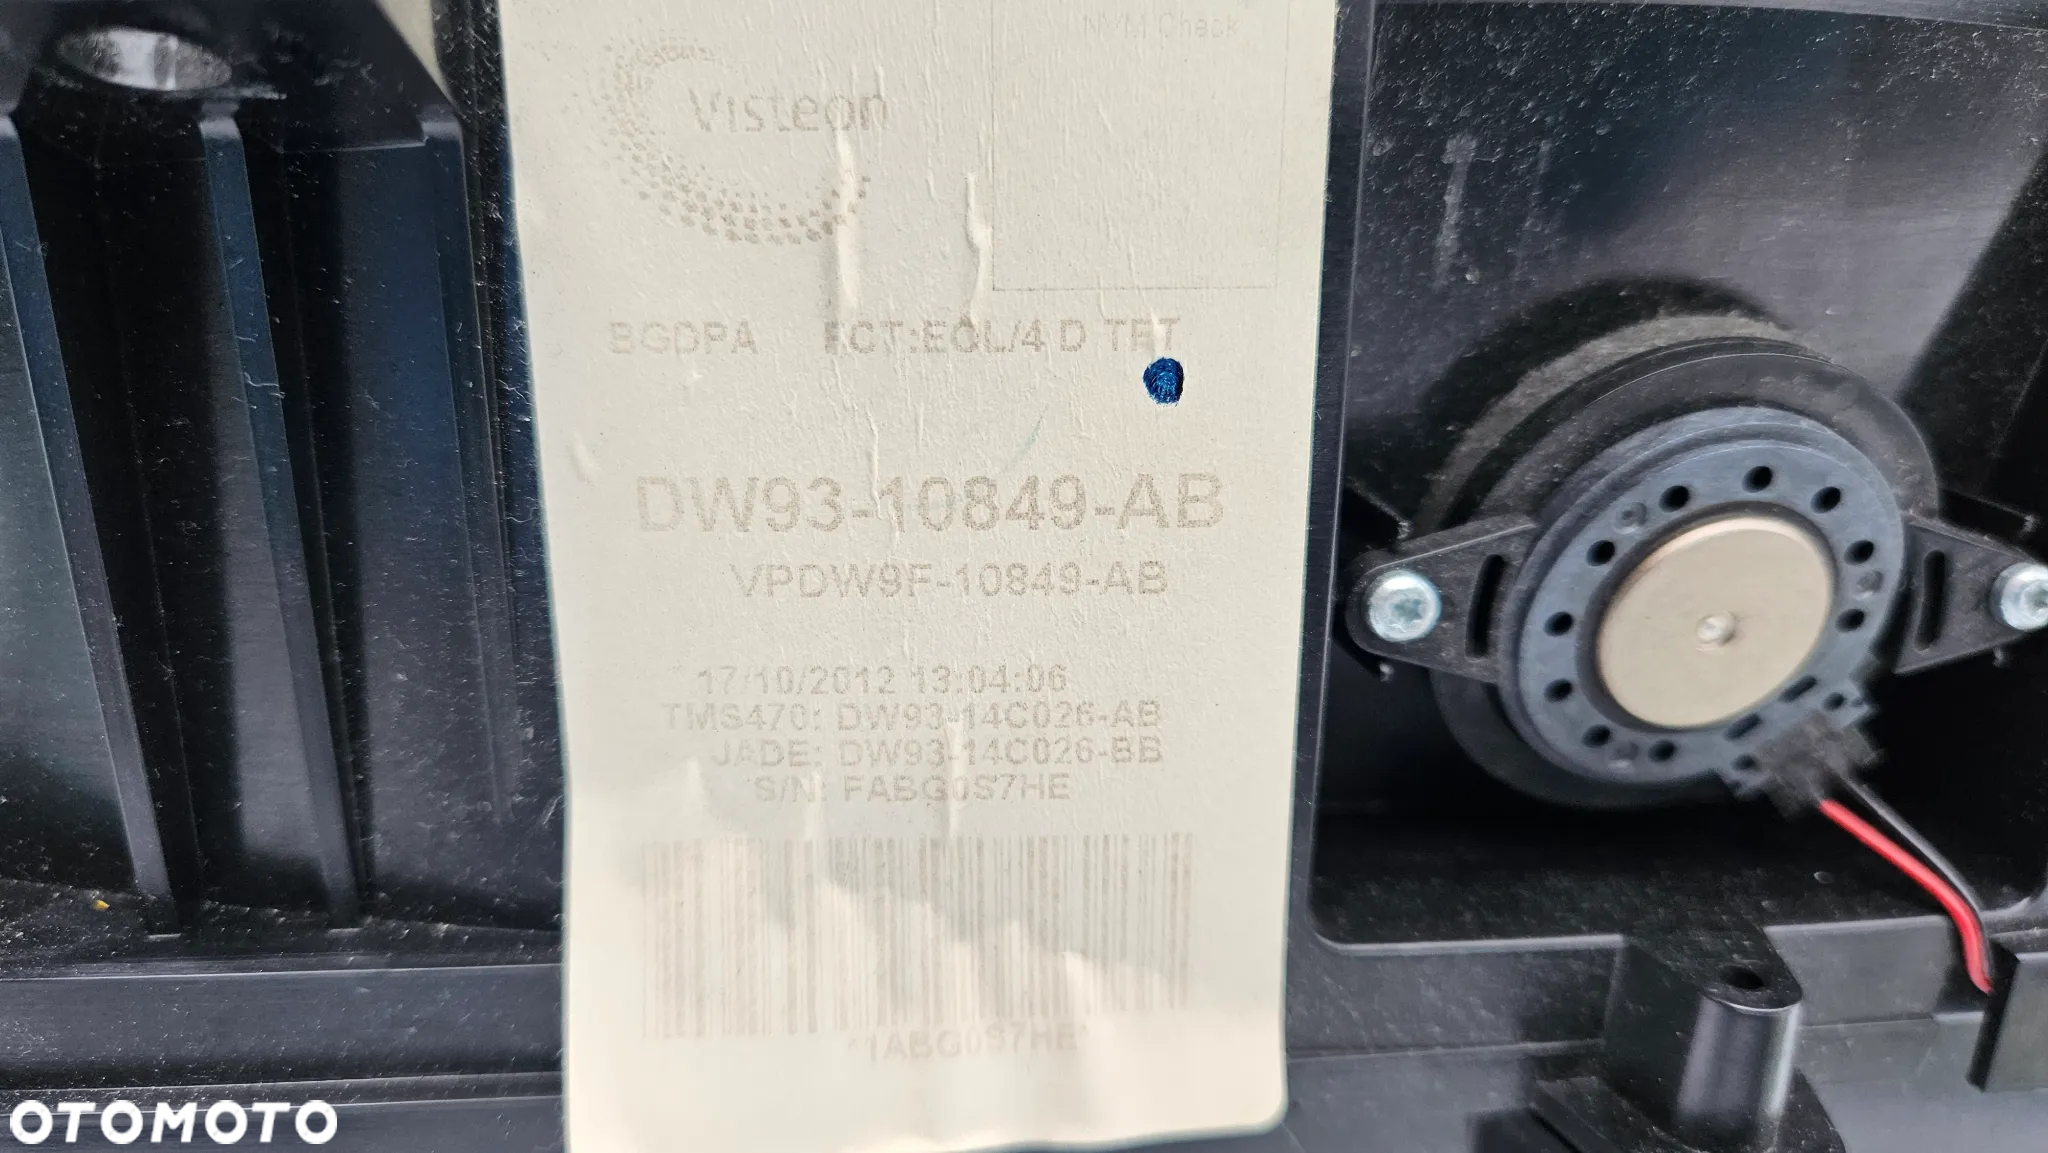 NVM Check
Visteon
BGDPA FCT:EOL/4 D TFT
DW93-10849-AB
VPDW9F-10849-AB
17/10/2012 13:04:06
TMS470: DW93-14C026-AB
JADE: DW93-14C026-BB
S/N: FABG0S7HE
OTOMOTO